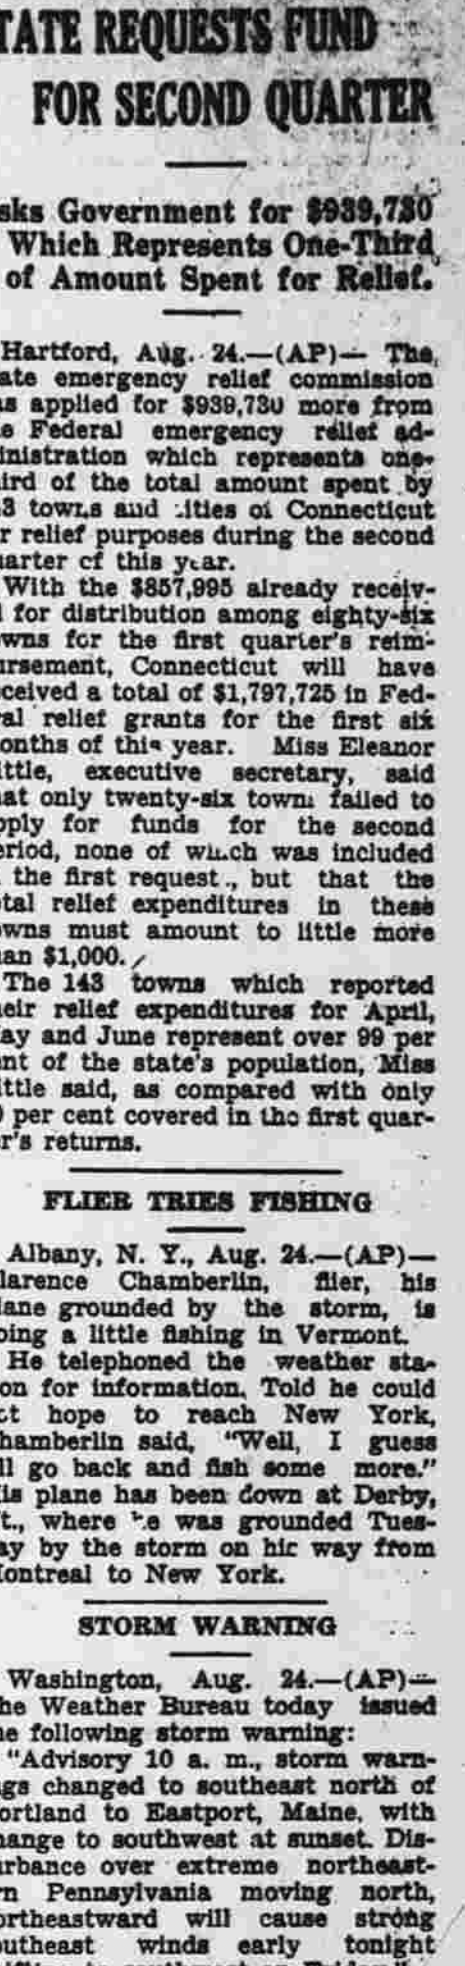 TATE REQUESTS FUND
FOR SECOND QUARTER
sks Government for $939,730
Which Represents One-Third
of Amount Spent for Relief.
Hartford, Aug. 24.—(AP)— The
ate emergency relief commission
as applied for $939,730 more from
e Federal emergency relief ad-
inistration which represents one-
ird of the total amount spent by
3 towns and cities of Connecticut
r relief purposes during the second
uarter of this year.
With the $857,995 already receiv-
d for distribution among eighty-six
wns for the first quarter's reim-
ursement, Connecticut will have
ceived a total of $1,797,725 in Fed-
ral relief grants for the first six
onths of this year. Miss Eleanor
ittle, executive secretary, said
hat only twenty-six towns failed to
pply for funds for the second
eriod, none of which was included
the first request., but that the
tal relief expenditures in these
owns must amount to little more
an $1,000.
The 143 towns which reported
eir relief expenditures for April,
ay and June represent over 99 per
ent of the state's population, Miss
ittle said, as compared with only
0 per cent covered in the first quar-
r's returns.
FLIER TRIES FISHING
Albany, N. Y., Aug. 24.—(AP)—
larence Chamberlin, flier, his
lane grounded by the storm, is
oing a little fishing in Vermont.
He telephoned the weather sta-
on for information. Told he could
ot hope to reach New York,
hamberlin said, "Well, I guess
ll go back and fish some more."
is plane has been down at Derby,
t., where he was grounded Tues-
ay by the storm on his way from
ontreal to New York.
STORM WARNING
Washington, Aug. 24.—(AP)—
he Weather Bureau today issued
he following storm warning:
"Advisory 10 a. m., storm warn-
gs changed to southeast north of
ortland to Eastport, Maine, with
hange to southwest at sunset. Dis-
urbance over extreme northeast-
rn Pennsylvania moving north,
ortheastward will cause strong
outheast winds early tonight